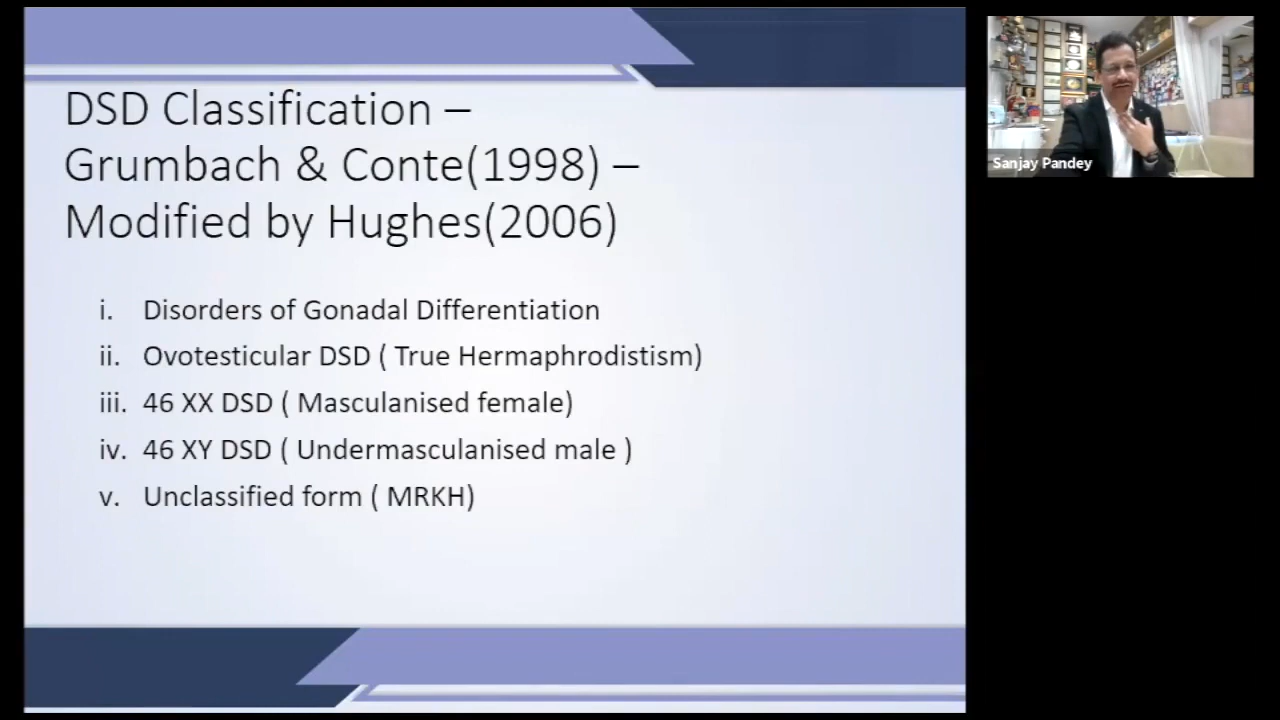 DSD Classification –
Grumbach & Conte(1998) –
Modified by Hughes(2006)
i. Disorders of Gonadal Differentiation
ii. Ovotesticular DSD ( True Hermaphrodistism)
iii. 46 XX DSD ( Masculanised female)
iv. 46 XY DSD ( Undermasculanised male )
v. Unclassified form ( MRKH)
Sanjay Pandey